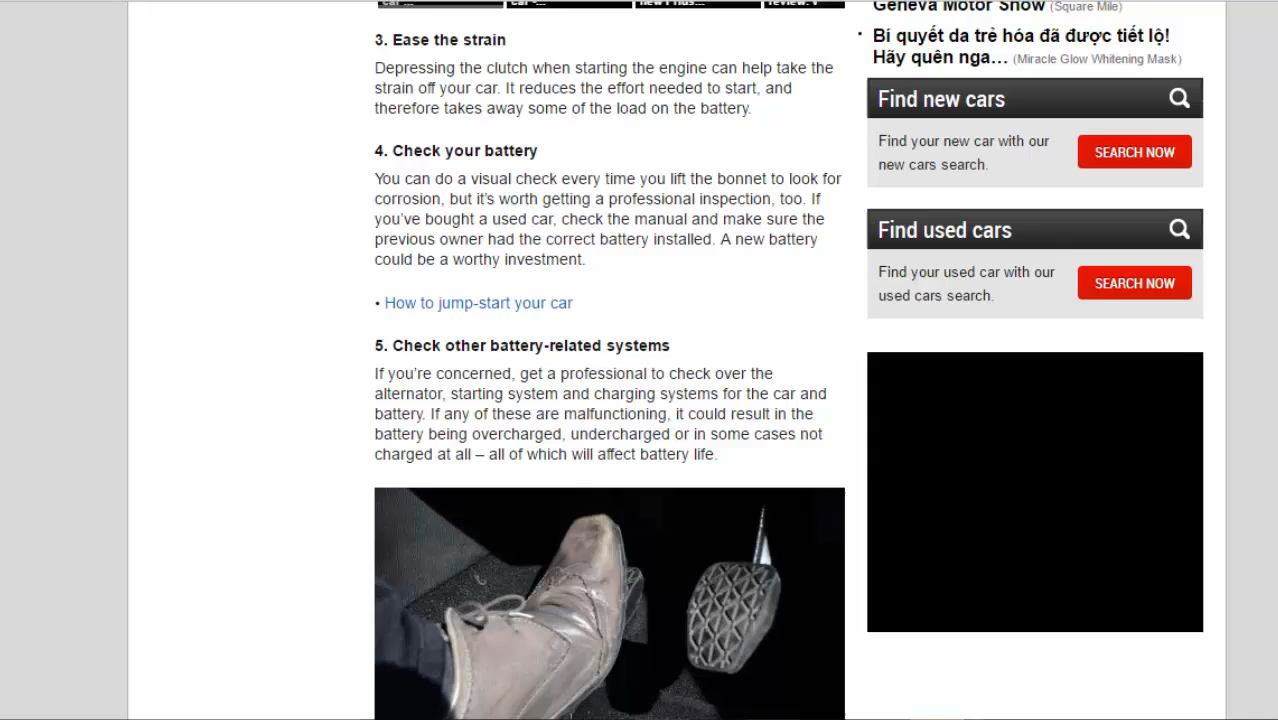 car ...
car -...
new Prius...
review: V
3. Ease the strain
Depressing the clutch when starting the engine can help take the
strain off your car. It reduces the effort needed to start, and
therefore takes away some of the load on the battery.
4. Check your battery
You can do a visual check every time you lift the bonnet to look for
corrosion, but it’s worth getting a professional inspection, too. If
you’ve bought a used car, check the manual and make sure the
previous owner had the correct battery installed. A new battery
could be a worthy investment.
• How to jump-start your car
5. Check other battery-related systems
If you’re concerned, get a professional to check over the
alternator, starting system and charging systems for the car and
battery. If any of these are malfunctioning, it could result in the
battery being overcharged, undercharged or in some cases not
charged at all – all of which will affect battery life.
Geneva Motor Show (Square Mile)
· Bí quyết da trẻ hóa đã được tiết lộ!
Hãy quên nga… (Miracle Glow Whitening Mask)
Find new cars
Find your new car with our
new cars search.
SEARCH NOW
Find used cars
Find your used car with our
used cars search.
SEARCH NOW